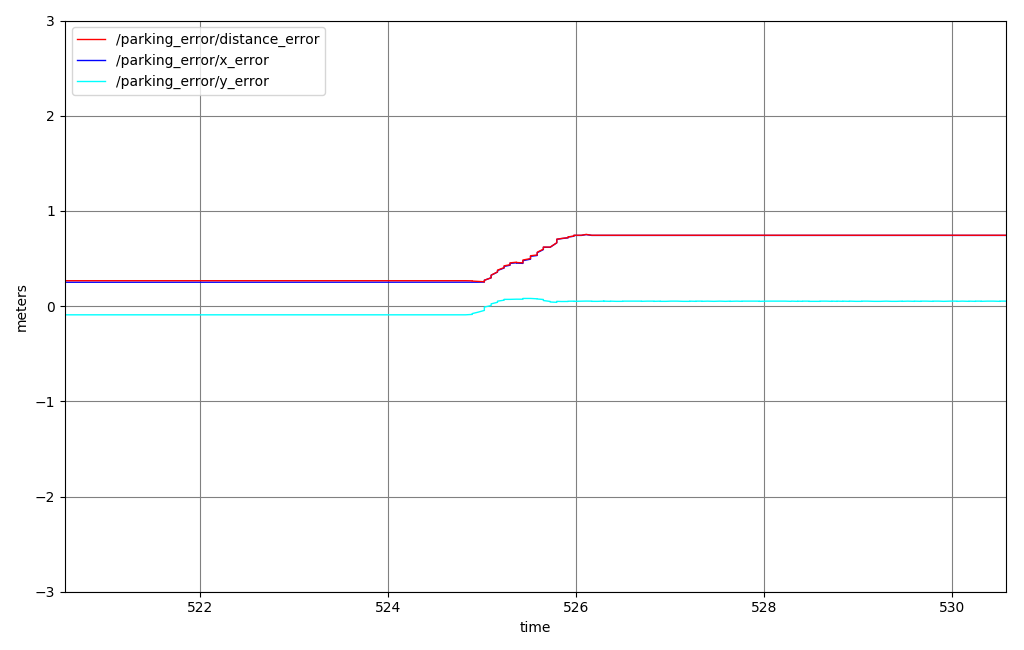 /parking_error/distance_error
/parking_error/x_error
/parking_error/y_error
3
2
1
0
−1
−2
−3
meters
522
524
526
528
530
time